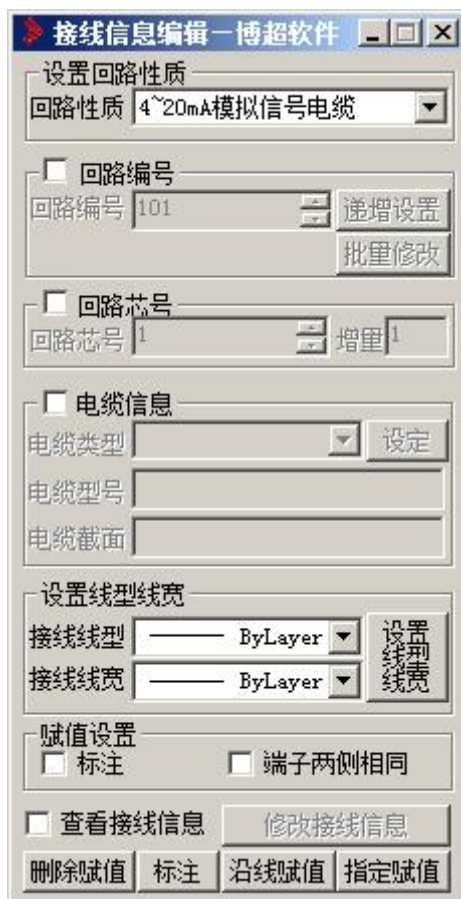 接线信息编辑－博超软件
设置回路性质
回路性质 4~20mA模拟信号电缆
回路编号
回路编号 101 递增设置
批里修改
回路芯号
回路芯号 1 增里 1
电缆信息
电缆类型 设定
电缆型号
电缆截面
设置线型线宽
接线线型 ByLayer 设置线型线宽
接线线宽 ByLayer
赋值设置
标注 端子两侧相同
查看接线信息 修改接线信息
删除赋值 标注 沿线赋值 指定赋值